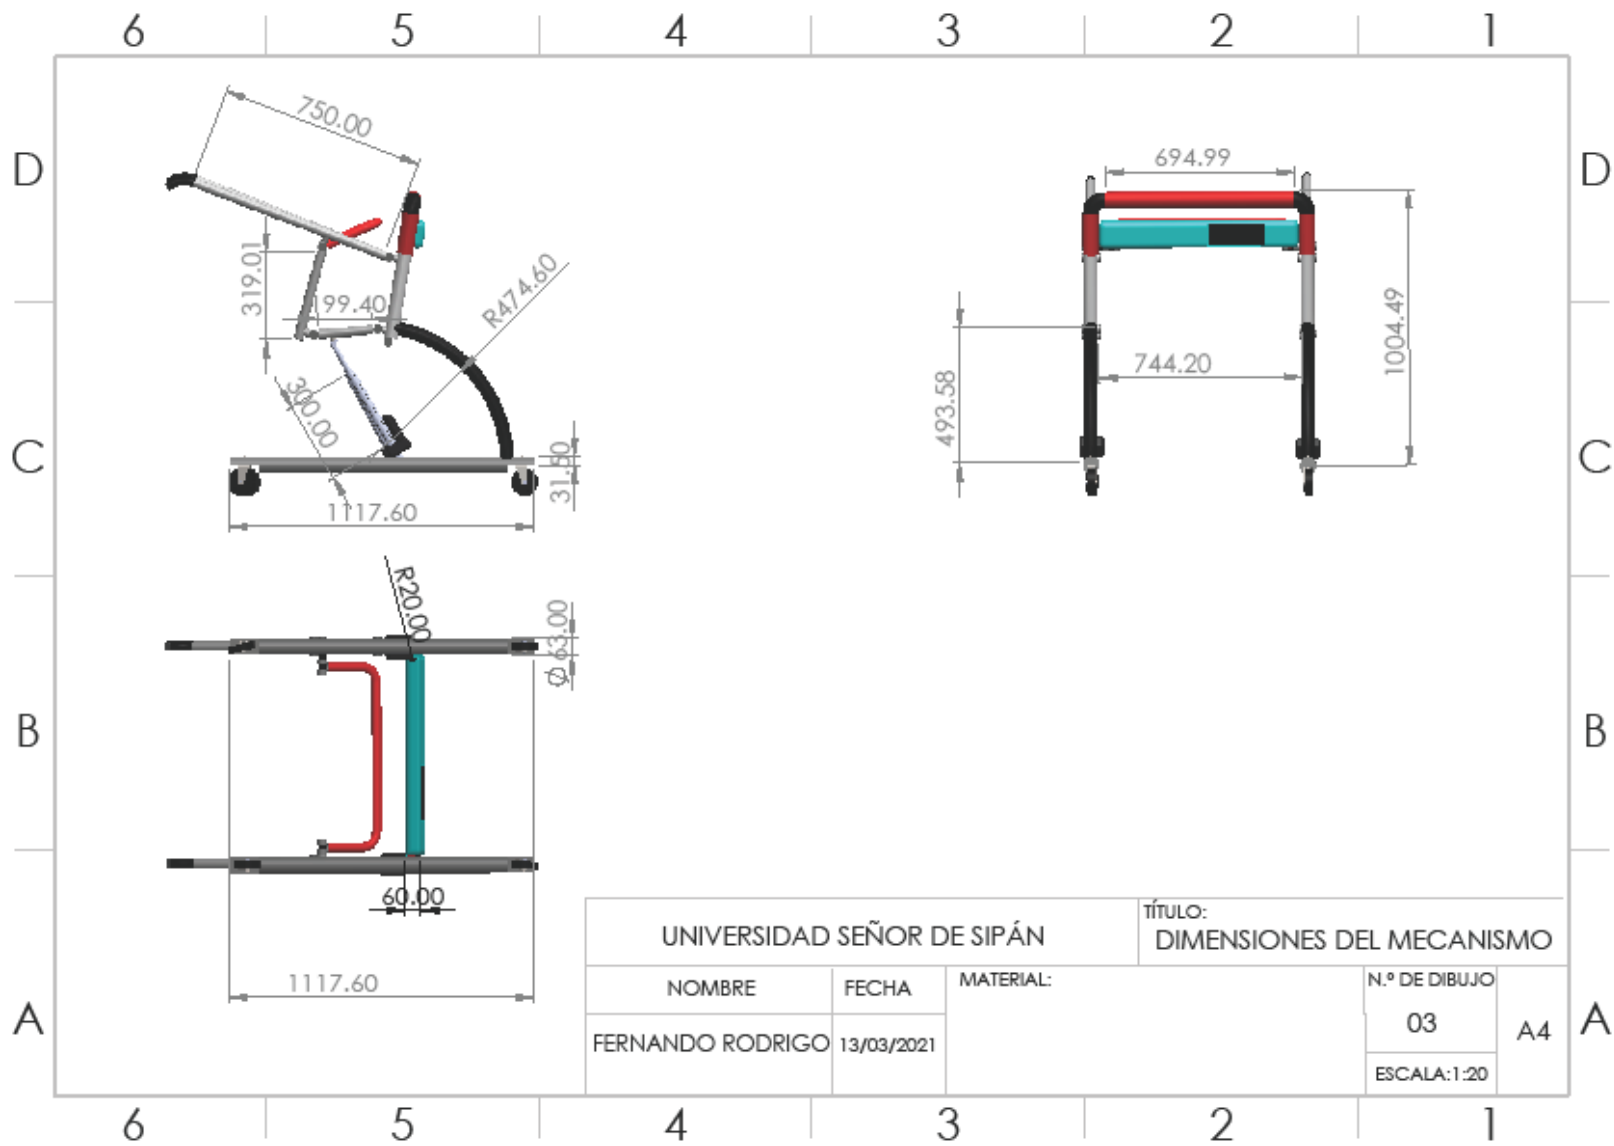 6 5 4 3 2 1
D
D
C
C
B
B
A
A
750.00
319.01
199.40
R474.60
300.00
31.50
1117.60
694.99
1004.49
744.20
493.58
R20.00
Ø 63.00
60.00
1117.60
UNIVERSIDAD SEÑOR DE SIPÁN
TÍTULO:
DIMENSIONES DEL MECANISMO
NOMBRE
FECHA
MATERIAL:
N.º DE DIBUJO
03
A4
FERNANDO RODRIGO
13/03/2021
ESCALA:1:20
6 5 4 3 2 1